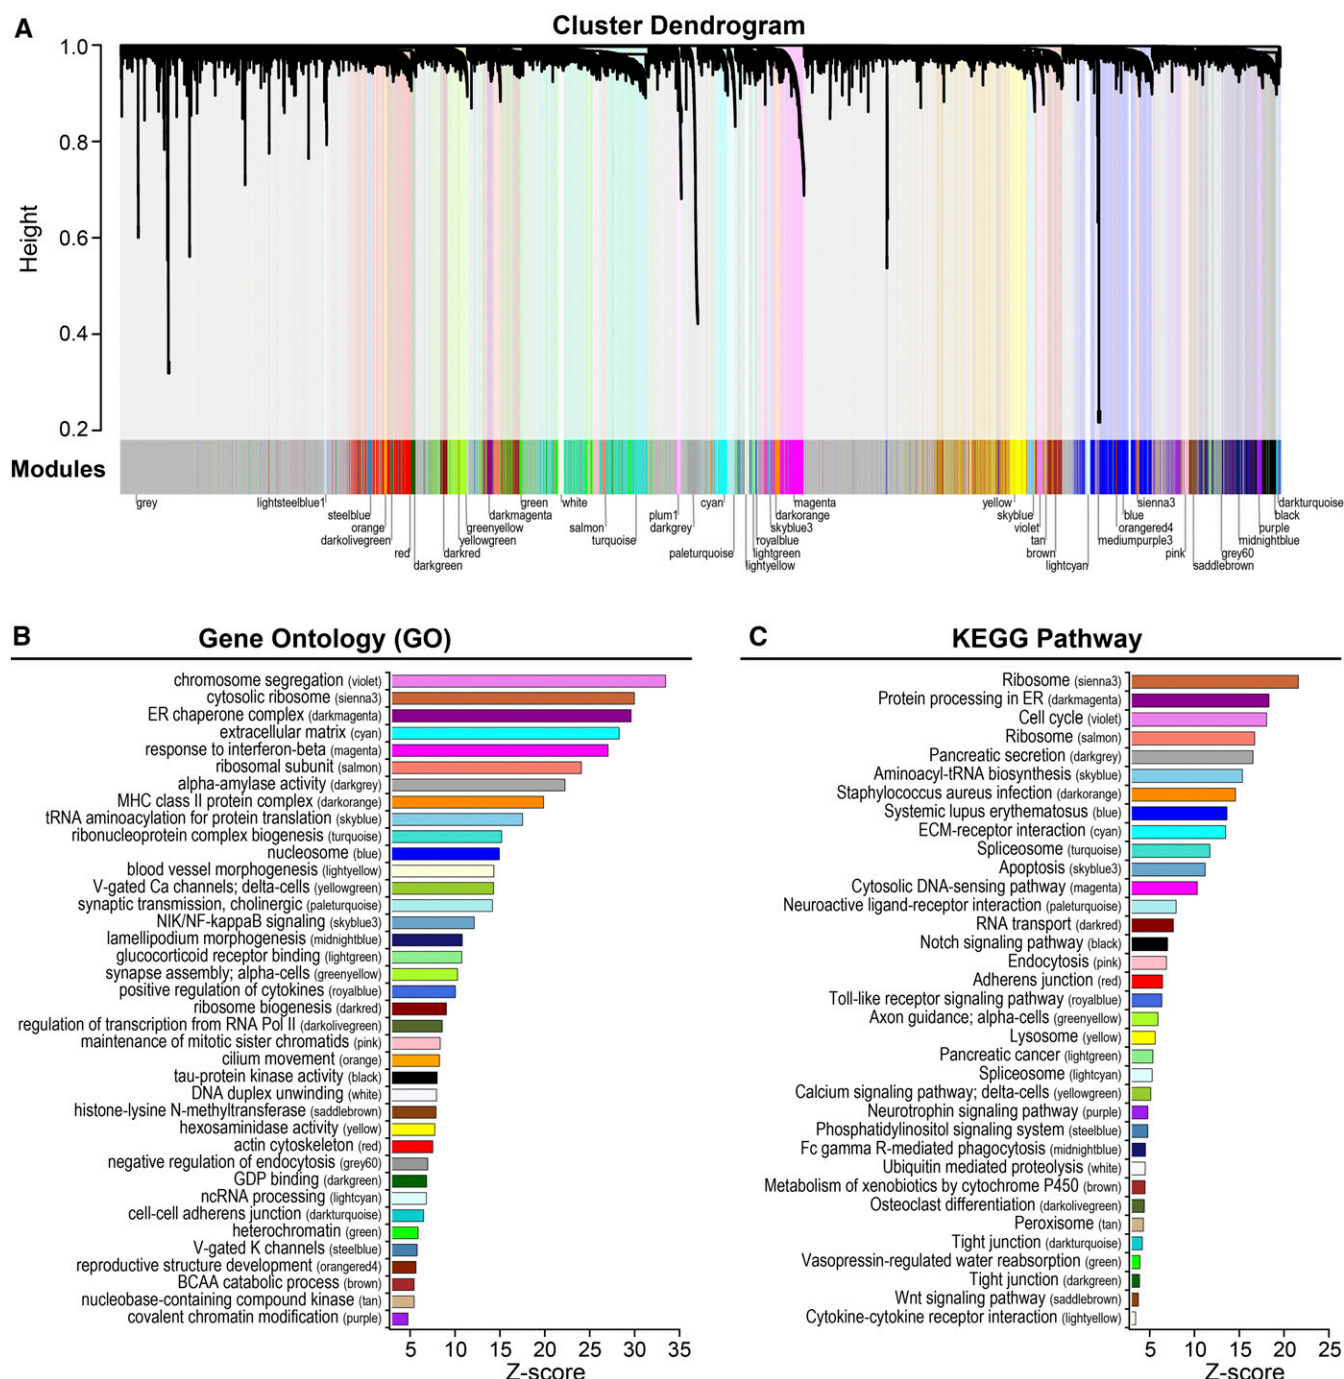 A
Cluster Dendrogram
Height
1.0
0.8
0.6
0.4
0.2
Modules
grey lightsteelblue1 green white cyan magenta yellow sienna3 darkturquoise
steelblue darkmagenta plum1 darkorange skyblue blue black
orange greenyellow salmon darkgrey skyblue3 violet orangered4 purple
darkolivegreen yellowgreen turquoise royalblue tan mediumpurple3 midnightblue
red darkred paleturquoise lightgreen brown pink grey60
darkgreen lightyellow lightcyan saddlebrown
B
Gene Ontology (GO)
chromosome segregation (violet)
cytosolic ribosome (sienna3)
ER chaperone complex (darkmagenta)
extracellular matrix (cyan)
response to interferon-beta (magenta)
ribosomal subunit (salmon)
alpha-amylase activity (darkgrey)
MHC class II protein complex (darkorange)
tRNA aminoacylation for protein translation (skyblue)
ribonucleoprotein complex biogenesis (turquoise)
nucleosome (blue)
blood vessel morphogenesis (lightyellow)
V-gated Ca channels; delta-cells (yellowgreen)
synaptic transmission, cholinergic (paleturquoise)
NIK/NF-kappaB signaling (skyblue3)
lamellipodium morphogenesis (midnightblue)
glucocorticoid receptor binding (lightgreen)
synapse assembly; alpha-cells (greenyellow)
positive regulation of cytokines (royalblue)
ribosome biogenesis (darkred)
regulation of transcription from RNA Pol II (darkolivegreen)
maintenance of mitotic sister chromatids (pink)
cilium movement (orange)
tau-protein kinase activity (black)
DNA duplex unwinding (white)
histone-lysine N-methyltransferase (saddlebrown)
hexosaminidase activity (yellow)
actin cytoskeleton (red)
negative regulation of endocytosis (grey60)
GDP binding (darkgreen)
ncRNA processing (lightcyan)
cell-cell adherens junction (darkturquoise)
heterochromatin (green)
V-gated K channels (steelblue)
reproductive structure development (orangered4)
BCAA catabolic process (brown)
nucleobase-containing compound kinase (tan)
covalent chromatin modification (purple)
5 10 15 20 25 30 35
Z-score
C
KEGG Pathway
Ribosome (sienna3)
Protein processing in ER (darkmagenta)
Cell cycle (violet)
Ribosome (salmon)
Pancreatic secretion (darkgrey)
Aminoacyl-tRNA biosynthesis (skyblue)
Staphylococcus aureus infection (darkorange)
Systemic lupus erythematosus (blue)
ECM-receptor interaction (cyan)
Spliceosome (turquoise)
Apoptosis (skyblue3)
Cytosolic DNA-sensing pathway (magenta)
Neuroactive ligand-receptor interaction (paleturquoise)
RNA transport (darkred)
Notch signaling pathway (black)
Endocytosis (pink)
Adherens junction (red)
Toll-like receptor signaling pathway (royalblue)
Axon guidance; alpha-cells (greenyellow)
Lysosome (yellow)
Pancreatic cancer (lightgreen)
Spliceosome (lightcyan)
Calcium signaling pathway; delta-cells (yellowgreen)
Neurotrophin signaling pathway (purple)
Phosphatidylinositol signaling system (steelblue)
Fc gamma R-mediated phagocytosis (midnightblue)
Ubiquitin mediated proteolysis (white)
Metabolism of xenobiotics by cytochrome P450 (brown)
Osteoclast differentiation (darkolivegreen)
Peroxisome (tan)
Tight junction (darkturquoise)
Vasopressin-regulated water reabsorption (green)
Tight junction (darkgreen)
Wnt signaling pathway (saddlebrown)
Cytokine-cytokine receptor interaction (lightyellow)
5 10 15 20 25
Z-score